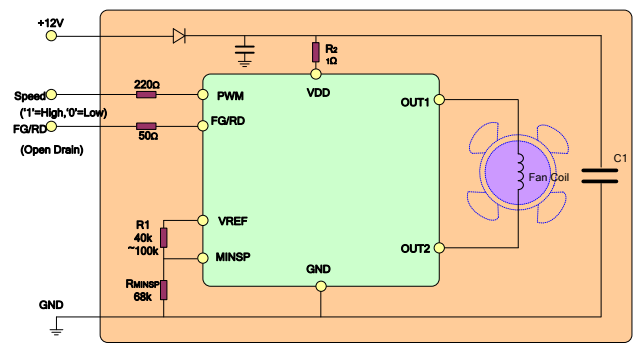 +12V
R2
1Ω
Speed
220Ω
PWM
VDD
OUT1
('1'=High,'0'=Low)
FG/RD
50Ω
FG/RD
(Open Drain)
Fan Coil
C1
R1
40k
~100k
VREF
MINSP
OUT2
RMINSP
68k
GND
GND